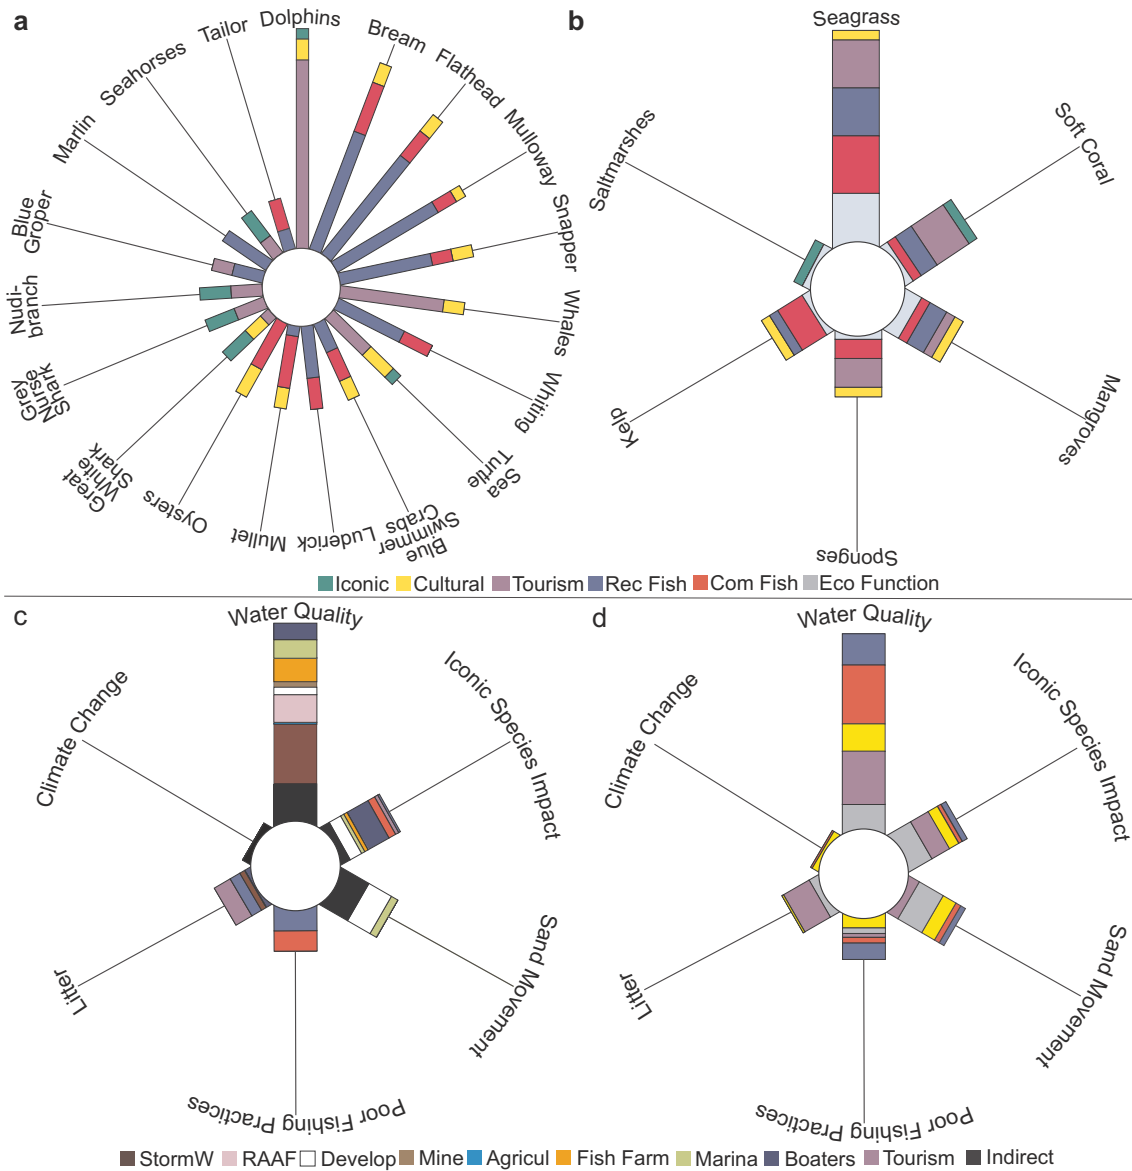 a
Dolphins
Bream
Flathead
Mulloway
Snapper
Whales
Whiting
Sea
Turtle
Blue
Swimmer
Crabs
Luderick
Mullet
Oysters
Great
White
Shark
Grey
Nurse
Shark
Nudi-
branch
Blue
Groper
Marlin
Seahorses
Tailor
b
Seagrass
Soft Coral
Mangroves
Sponges
Kelp
Saltmarshes
Iconic Cultural Tourism Rec Fish Com Fish Eco Function
c
Water Quality
Iconic Species Impact
Sand Movement
Poor Fishing Practices
Litter
Climate Change
d
Water Quality
Iconic Species Impact
Sand Movement
Poor Fishing Practices
Litter
Climate Change
StormW RAAF Develop Mine Agricul Fish Farm Marina Boaters Tourism Indirect